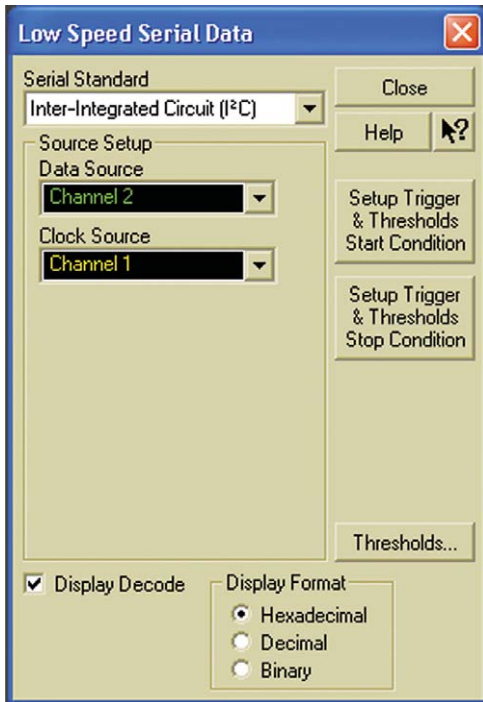 Low Speed Serial Data
Serial Standard
Inter-Integrated Circuit (I²C)
Close
Help
?
Source Setup
Data Source
Channel 2
Clock Source
Channel 1
Setup Trigger
& Thresholds
Start Condition
Setup Trigger
& Thresholds
Stop Condition
Thresholds...
Display Decode
Display Format
Hexadecimal
Decimal
Binary